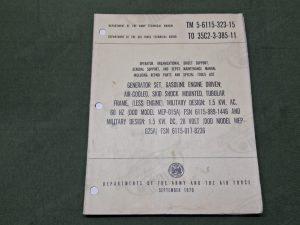 DEPARTMENT OF THE ARMY TECHNICAL MANUAL
TM 5-6115-323-15
DEPARTMENT OF THE AIR FORCE TECHNICAL ORDER
TO 35C2-3-385-11
OPERATOR, ORGANIZATIONAL, DIRECT SUPPORT,
GENERAL SUPPORT, AND DEPOT MAINTENANCE MANUAL
INCLUDING REPAIR PARTS AND SPECIAL TOOLS LIST
GENERATOR SET, GASOLINE ENGINE DRIVEN;
AIR-COOLED, SKID SHOCK MOUNTED, TUBULAR
FRAME, (LESS ENGINE); MILITARY DESIGN; 1.5 KW, AC,
60 HZ (DOD MODEL MEP-015A) FSN 6115-889-1446 AND
MILITARY DESIGN; 1.5 KW, DC, 28 VOLT (DOD MODEL MEP-
025A) FSN 6115-017-8236
DEPARTMENTS OF THE ARMY AND THE AIR FORCE
SEPTEMBER 1970